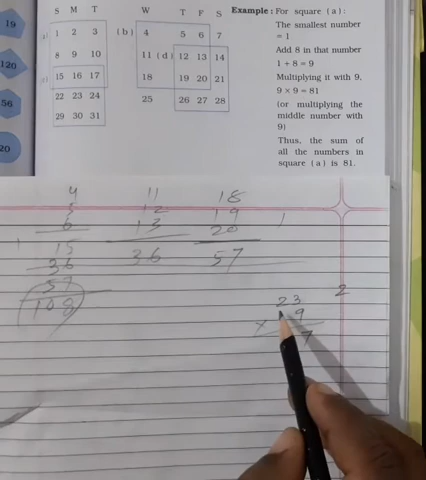 S M T W T F S
a) 1 2 3 (b) 4 5 6 7
8 9 10 11 (d) 12 13 14
(c) 15 16 17 18 19 20 21
22 23 24 25 26 27 28
29 30 31
Example : For square (a) :
The smallest number
= 1
Add 8 in that number
1 + 8 = 9
Multiplying it with 9,
9 × 9 = 81
(or multiplying the
middle number with
9)
Thus, the sum of
all the numbers in
square (a) is 81.
19
120
56
20
4 11 18
5 12 19
6 13 20
15 36 57
36
57
108
1
1
2
23
× 9
7